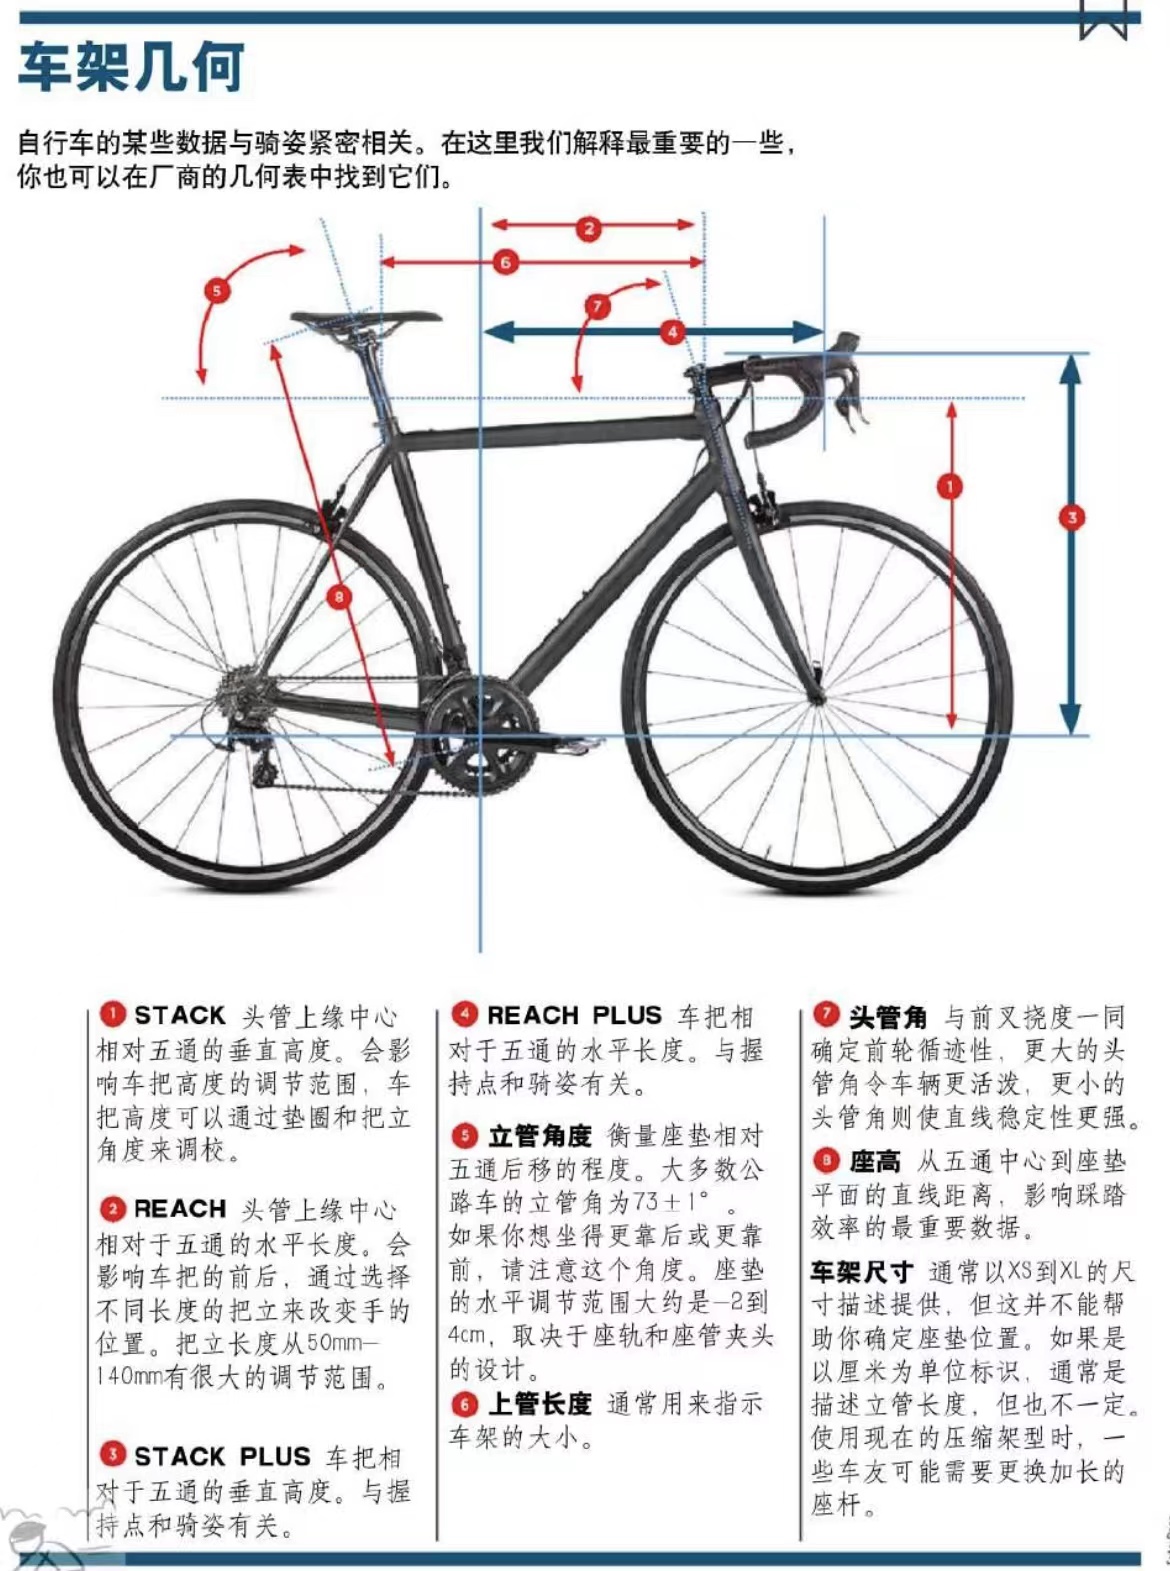 车架几何
自行车的某些数据与骑姿紧密相关。在这里我们解释最重要的一些，
你也可以在厂商的几何表中找到它们。
2
6
5
7
4
1
3
8
1 STACK 头管上缘中心
相对五通的垂直高度。会影
响车把高度的调节范围，车
把高度可以通过垫圈和把立
角度来调校。
2 REACH 头管上缘中心
相对于五通的水平长度。会
影响车把的前后，通过选择
不同长度的把立来改变手的
位置。把立长度从50mm—
140mm有很大的调节范围。
3 STACK PLUS 车把相
对于五通的垂直高度。与握
持点和骑姿有关。
4 REACH PLUS 车把相
对于五通的水平长度。与握
持点和骑姿有关。
5 立管角度 衡量座垫相对
五通后移的程度。大多数公
路车的立管角为73±1°。
如果你想坐得更靠后或更靠
前，请注意这个角度。座垫
的水平调节范围大约是—2到
4cm，取决于座轨和座管夹头
的设计。
6 上管长度 通常用来指示
车架的大小。
7 头管角 与前叉挠度一同
确定前轮循迹性，更大的头
管角令车辆更活泼，更小的
头管角则使直线稳定性更强。
8 座高 从五通中心到座垫
平面的直线距离，影响踩踏
效率的最重要数据。
车架尺寸 通常以XS到XL的尺
寸描述提供，但这并不能帮
助你确定座垫位置。如果是
以厘米为单位标识，通常是
描述立管长度，但也不一定。
使用现在的压缩架型时，一
些车友可能需要更换加长的
座杆。